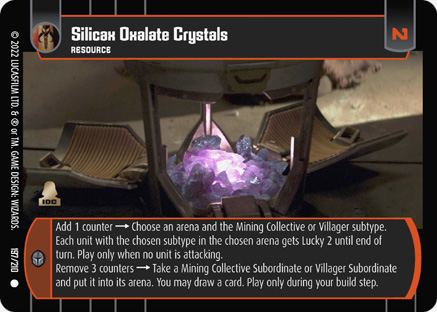 Silicax Oxalate Crystals
RESOURCE
N
© 2022 LUCASFILM LTD. & ® or TM. GAME DESIGN: WIZARDS.
197/210
IDC
Add 1 counter → Choose an arena and the Mining Collective or Villager subtype.
Each unit with the chosen subtype in the chosen arena gets Lucky 2 until end of
turn. Play only when no unit is attacking.
Remove 3 counters → Take a Mining Collective Subordinate or Villager Subordinate
and put it into its arena. You may draw a card. Play only during your build step.